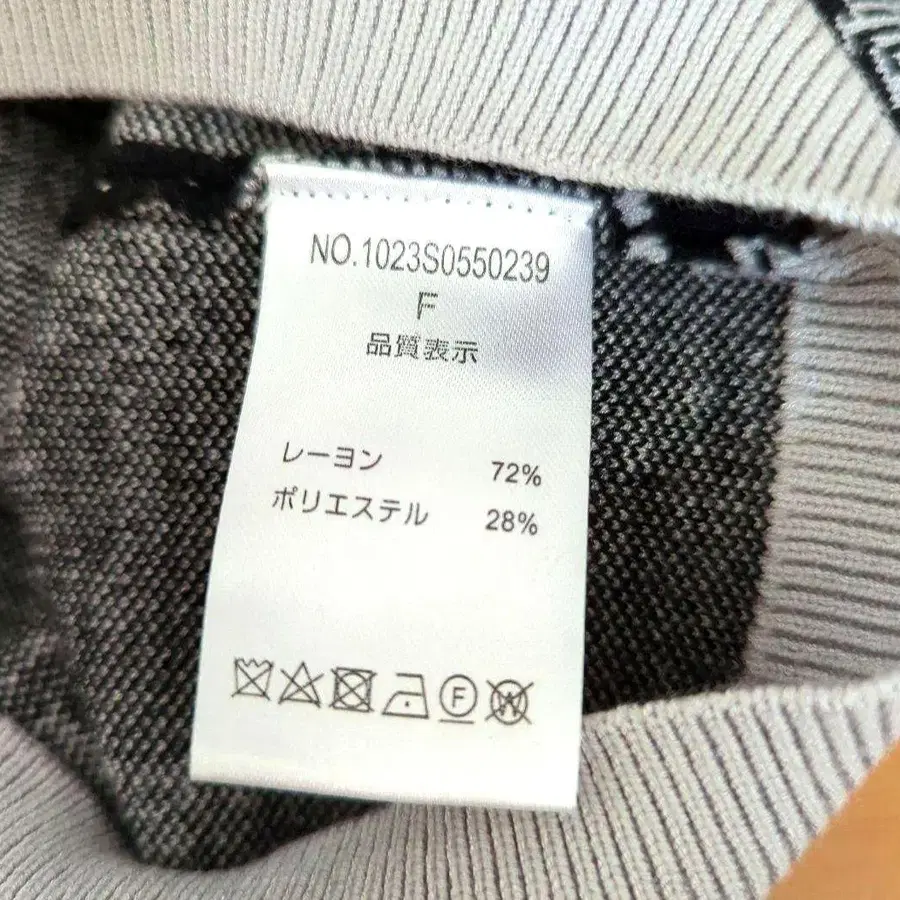 NO.1023S0550239
F
品質表示
レーヨン 72%
ポリエステル 28%
F W